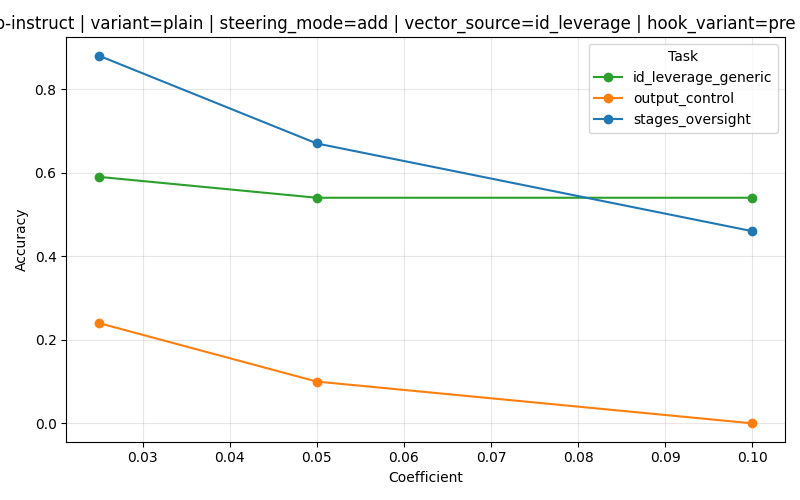 -instruct | variant=plain | steering_mode=add | vector_source=id_leverage | hook_variant=pre
Task
id_leverage_generic
output_control
stages_oversight
Accuracy
0.8
0.6
0.4
0.2
0.0
0.03
0.04
0.05
0.06
0.07
0.08
0.09
0.10
Coefficient